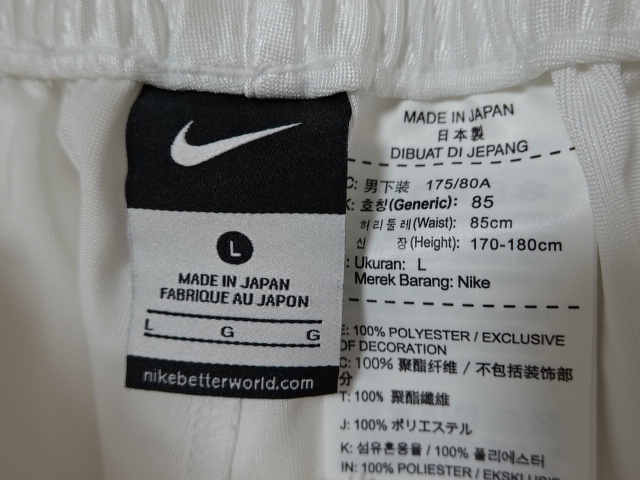 L
MADE IN JAPAN
FABRIQUE AU JAPON
L G G
nikebetterworld.com
MADE IN JAPAN
日本製
DIBUAT DI JEPANG
C: 男下装 175/80A
K: 호칭(Generic): 85
허리둘레(Waist): 85cm
신 장(Height): 170-180cm
: Ukuran: L
Merek Barang: Nike
E: 100% POLYESTER / EXCLUSIVE
OF DECORATION
C: 100% 聚酯纤维 / 不包括装饰部
分
T: 100% 聚酯纖維
J: 100% ポリエステル
K: 섬유혼용율 / 100% 폴리에스터
IN: 100% POLYESTER / EKSKLUSIF